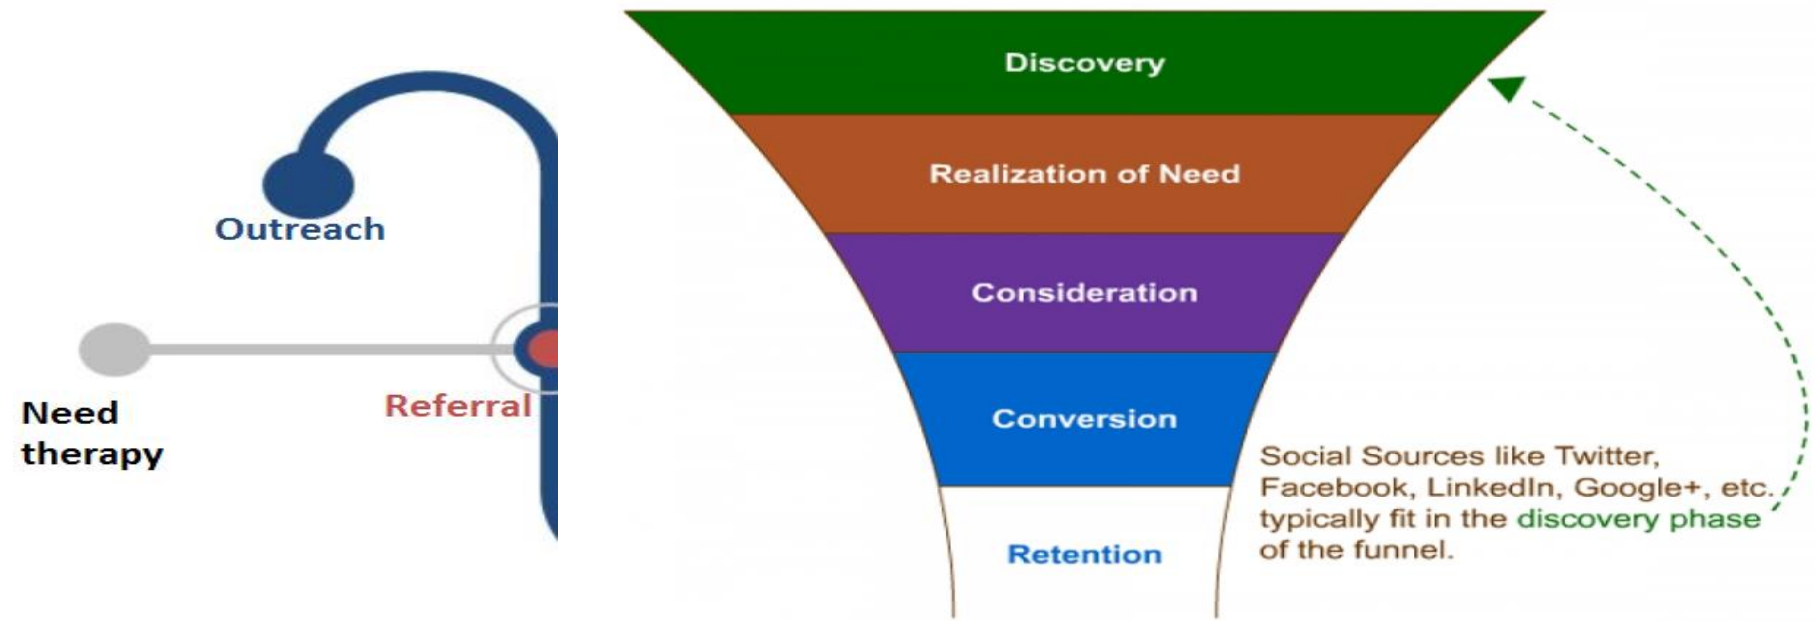 Outreach
Need
therapy
Referral
Discovery
Realization of Need
Consideration
Conversion
Retention
Social Sources like Twitter,
Facebook, LinkedIn, Google+, etc.
typically fit in the discovery phase
of the funnel.